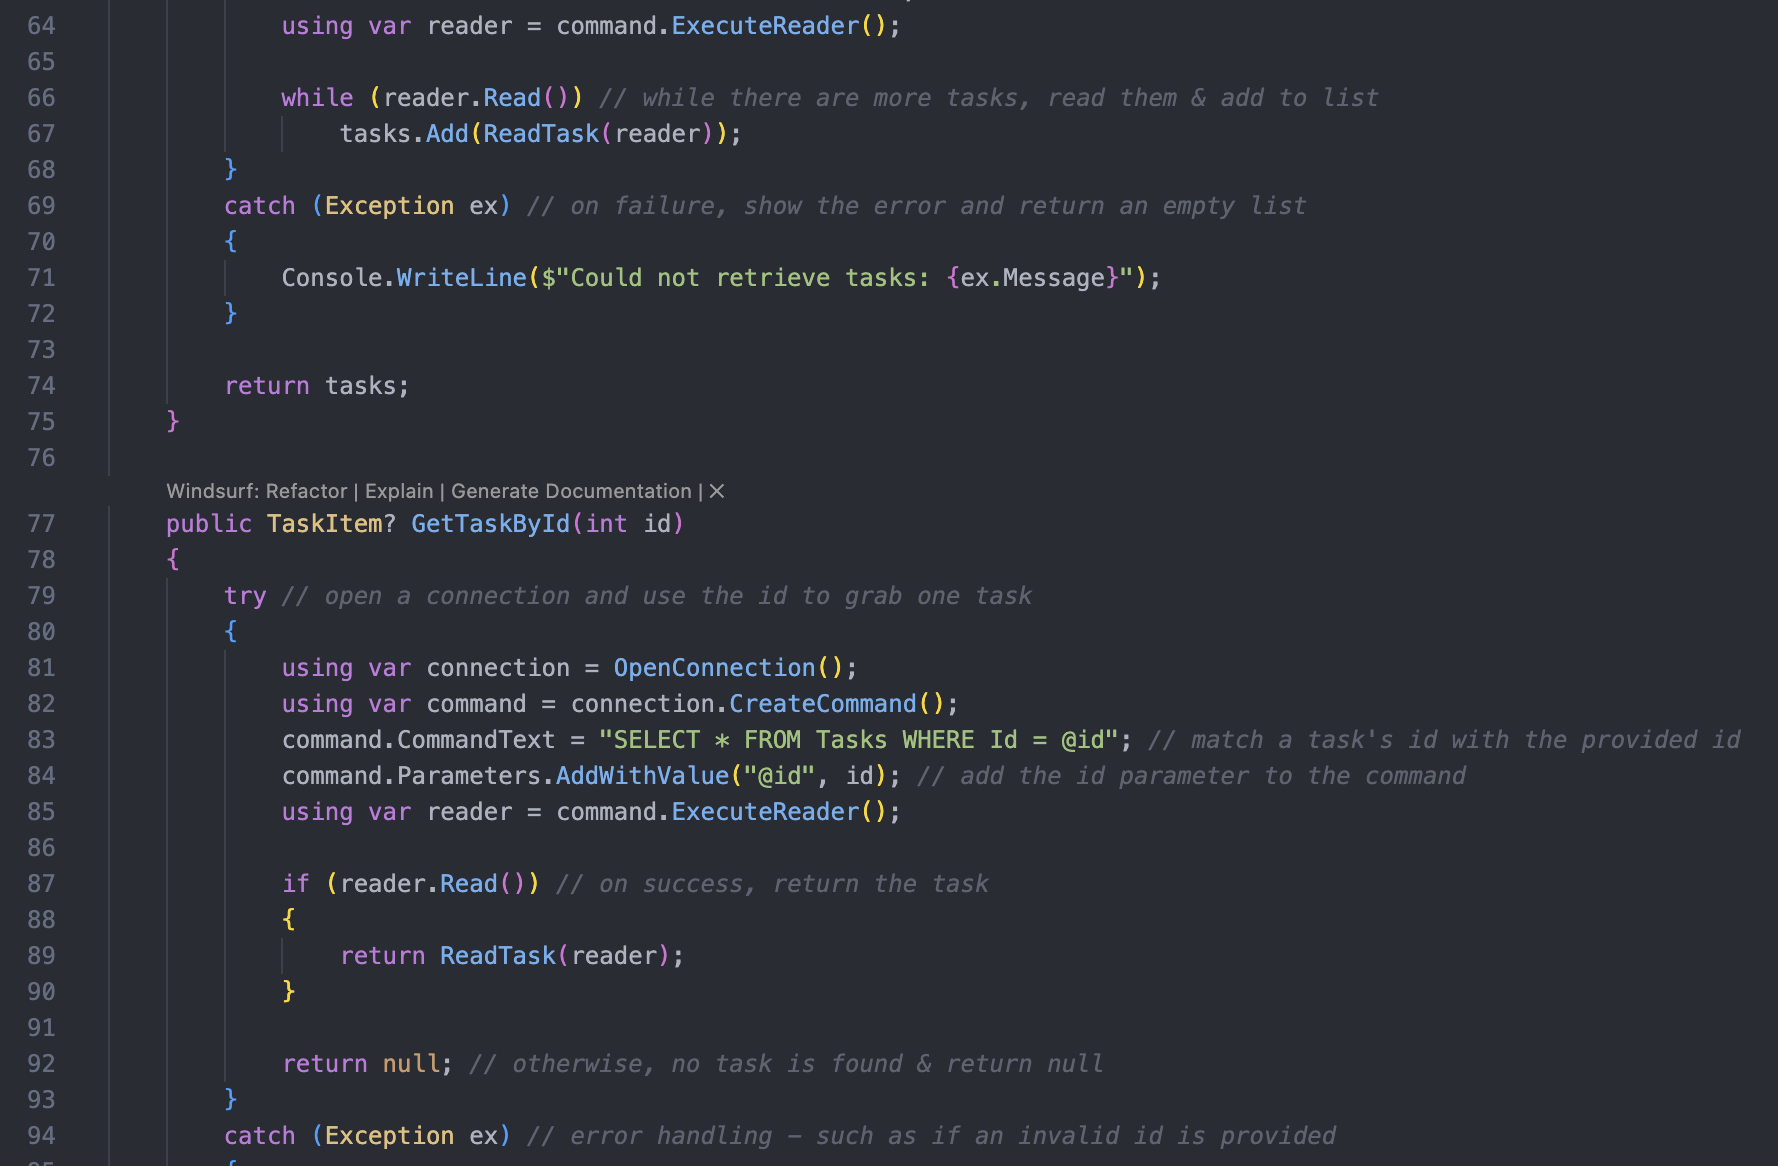 64 using var reader = command.ExecuteReader();
65
66 while (reader.Read()) // while there are more tasks, read them & add to list
67 tasks.Add(ReadTask(reader));
68 }
69 catch (Exception ex) // on failure, show the error and return an empty list
70 {
71 Console.WriteLine($"Could not retrieve tasks: {ex.Message}");
72 }
73
74 return tasks;
75 }
76
Windsurf: Refactor | Explain | Generate Documentation | ×
77 public TaskItem? GetTaskById(int id)
78 {
79 try // open a connection and use the id to grab one task
80 {
81 using var connection = OpenConnection();
82 using var command = connection.CreateCommand();
83 command.CommandText = "SELECT * FROM Tasks WHERE Id = @id"; // match a task's id with the provided id
84 command.Parameters.AddWithValue("@id", id); // add the id parameter to the command
85 using var reader = command.ExecuteReader();
86
87 if (reader.Read()) // on success, return the task
88 {
89 return ReadTask(reader);
90 }
91
92 return null; // otherwise, no task is found & return null
93 }
94 catch (Exception ex) // error handling – such as if an invalid id is provided